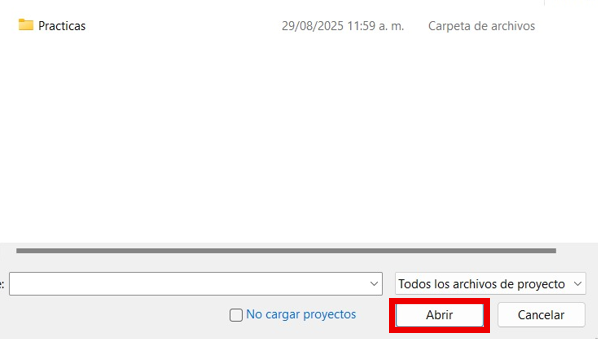 Practicas 29/08/2025 11:59 a. m. Carpeta de archivos
e: Todos los archivos de proyecto
No cargar proyectos Abrir Cancelar